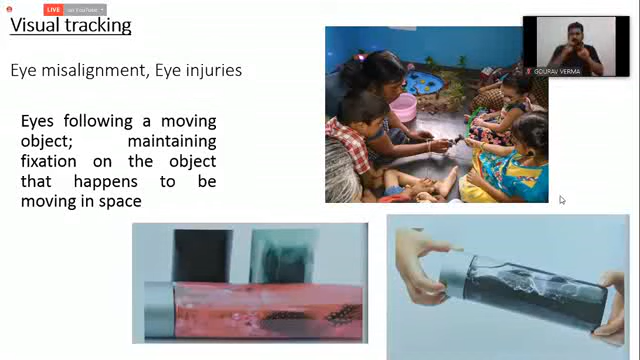 LIVE on YouTube
Visual tracking
Eye misalignment, Eye injuries
Eyes following a moving
object; maintaining
fixation on the object
that happens to be
moving in space
GOURAV VERMA